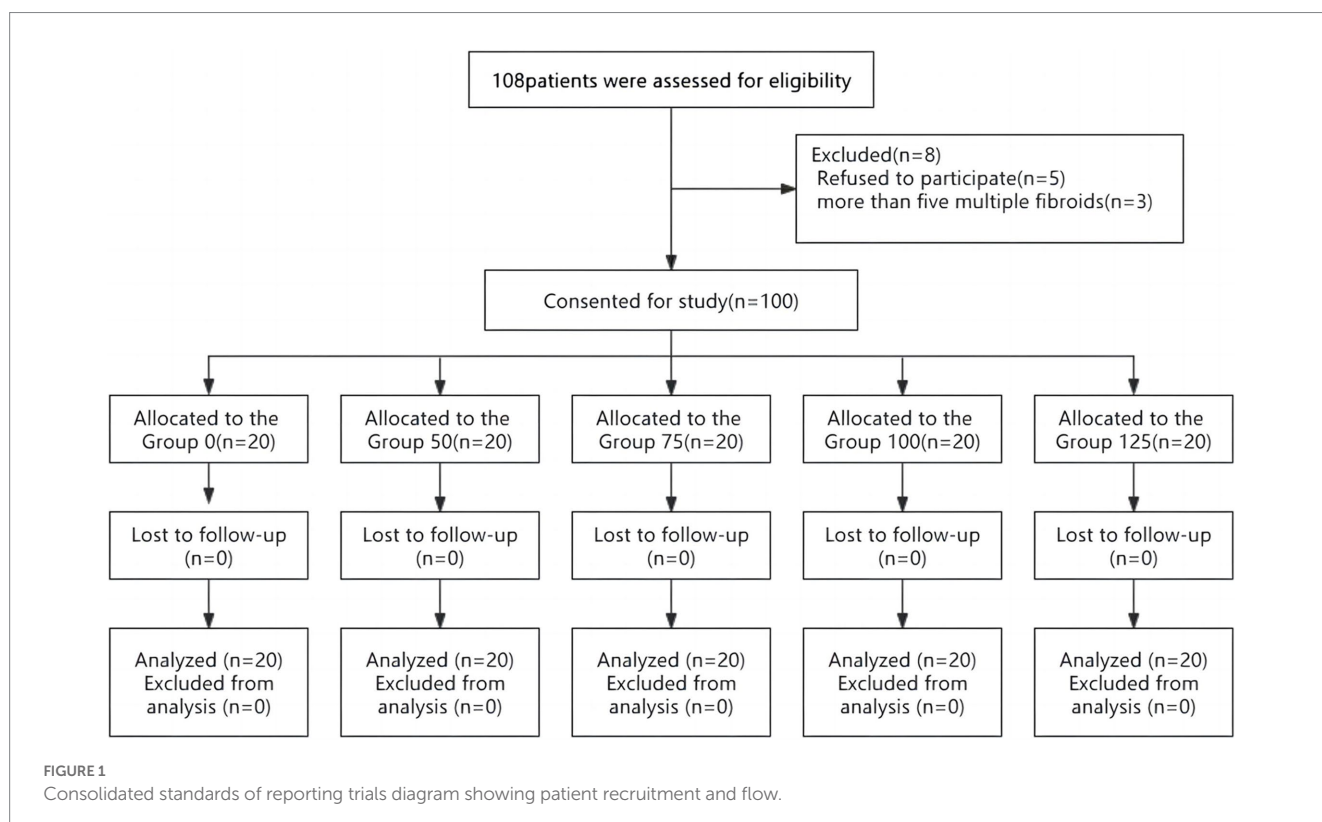 108patients were assessed for eligibility
Excluded(n=8)
Refused to participate(n=5)
more than five multiple fibroids(n=3)
Consented for study(n=100)
Allocated to the
Group 0(n=20)
Allocated to the
Group 50(n=20)
Allocated to the
Group 75(n=20)
Allocated to the
Group 100(n=20)
Allocated to the
Group 125(n=20)
Lost to follow-up
(n=0)
Lost to follow-up
(n=0)
Lost to follow-up
(n=0)
Lost to follow-up
(n=0)
Lost to follow-up
(n=0)
Analyzed (n=20)
Excluded from
analysis (n=0)
Analyzed (n=20)
Excluded from
analysis (n=0)
Analyzed (n=20)
Excluded from
analysis (n=0)
Analyzed (n=20)
Excluded from
analysis (n=0)
Analyzed (n=20)
Excluded from
analysis (n=0)
FIGURE 1
Consolidated standards of reporting trials diagram showing patient recruitment and flow.